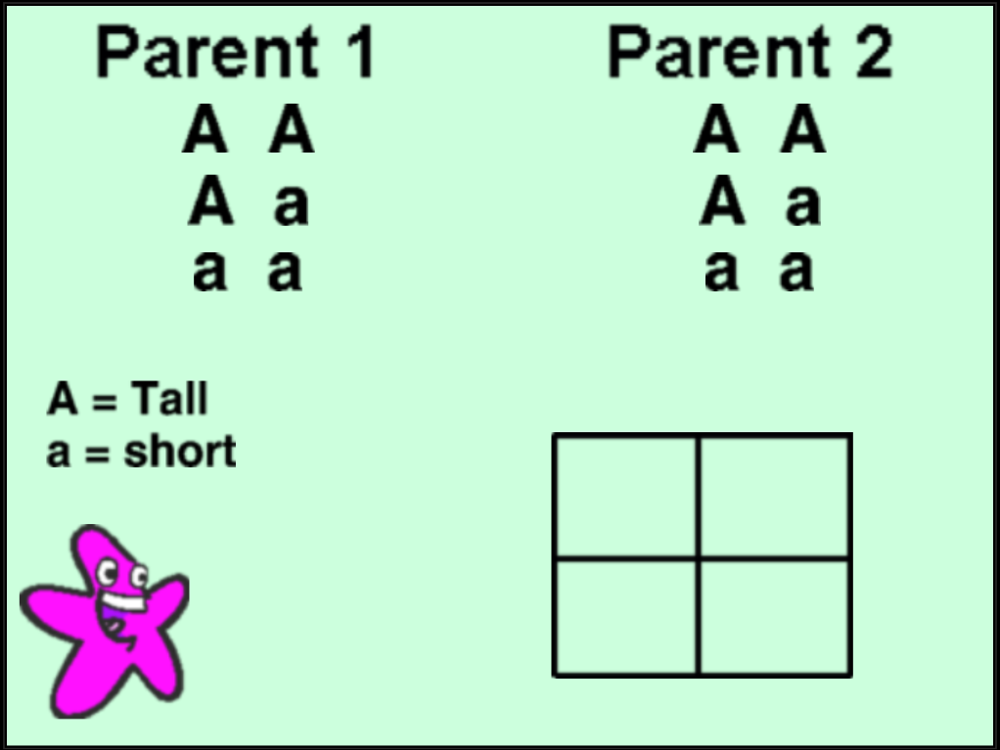 Parent 1
A A
A a
a a
Parent 2
A A
A a
a a
A = Tall
a = short